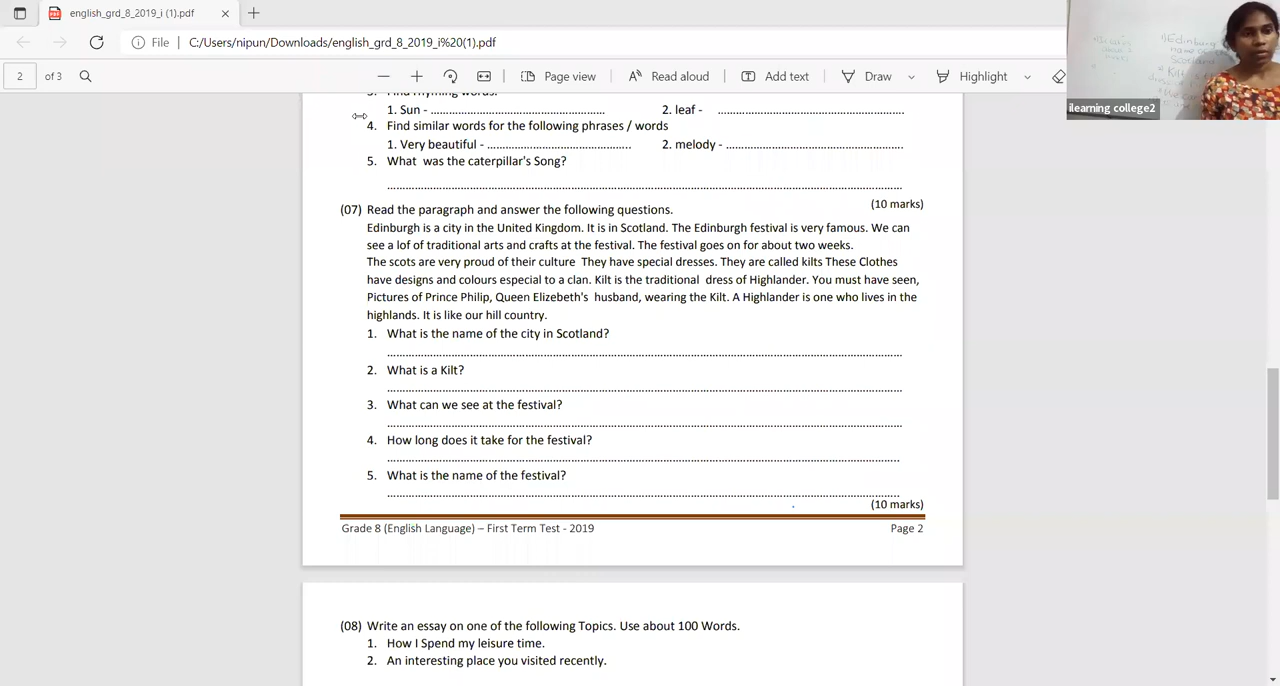 english_grd_8_2019_i (1).pdf
File C:/Users/nipun/Downloads/english_grd_8_2019_i%20(1).pdf
2 of 3 Page view Read aloud Add text Draw Highlight
Edinburg
name
Scotland
Kilt
ilearning college2
3. Find rhyming words.
1. Sun - ................................................ 2. leaf - ................................................
4. Find similar words for the following phrases / words
1. Very beautiful - ........................................ 2. melody - ................................................
5. What was the caterpillar's Song?
................................................................................................
(10 marks)
(07) Read the paragraph and answer the following questions.
Edinburgh is a city in the United Kingdom. It is in Scotland. The Edinburgh festival is very famous. We can
see a lof of traditional arts and crafts at the festival. The festival goes on for about two weeks.
The scots are very proud of their culture They have special dresses. They are called kilts These Clothes
have designs and colours especial to a clan. Kilt is the traditional dress of Highlander. You must have seen,
Pictures of Prince Philip, Queen Elizebeth's husband, wearing the Kilt. A Highlander is one who lives in the
highlands. It is like our hill country.
1. What is the name of the city in Scotland?
................................................................................................
2. What is a Kilt?
................................................................................................
3. What can we see at the festival?
................................................................................................
4. How long does it take for the festival?
................................................................................................
5. What is the name of the festival?
................................................................................................
(10 marks)
Grade 8 (English Language) – First Term Test - 2019 Page 2
(08) Write an essay on one of the following Topics. Use about 100 Words.
1. How I Spend my leisure time.
2. An interesting place you visited recently.